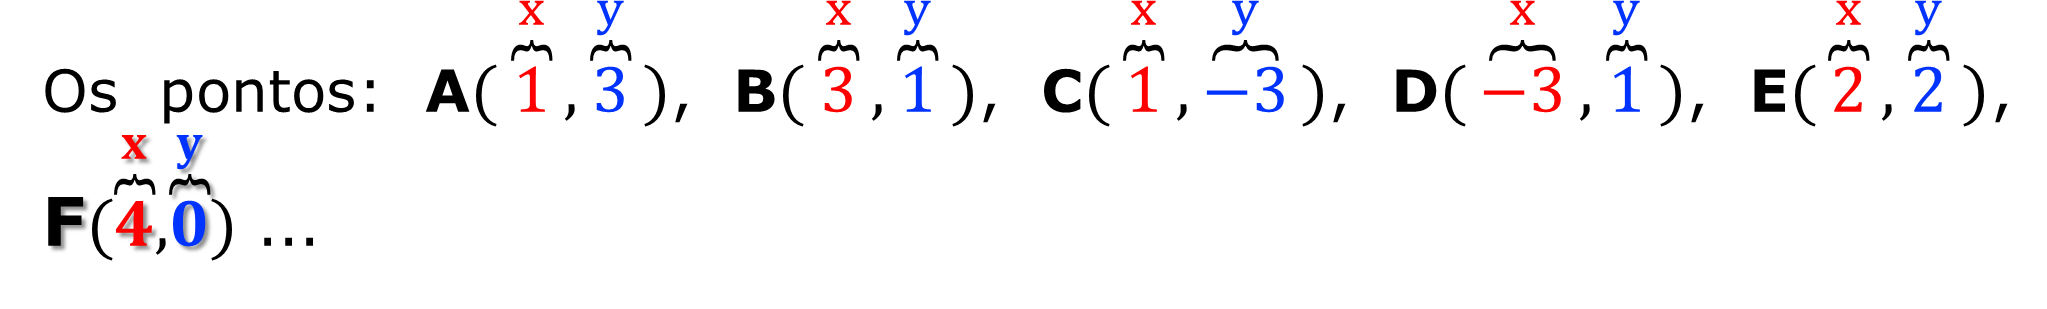 x y x y x y x y x y
Os pontos: A( 1 , 3 ), B( 3 , 1 ), C( 1 , −3 ), D( −3 , 1 ), E( 2 , 2 ),
x y
F(4,0) ...